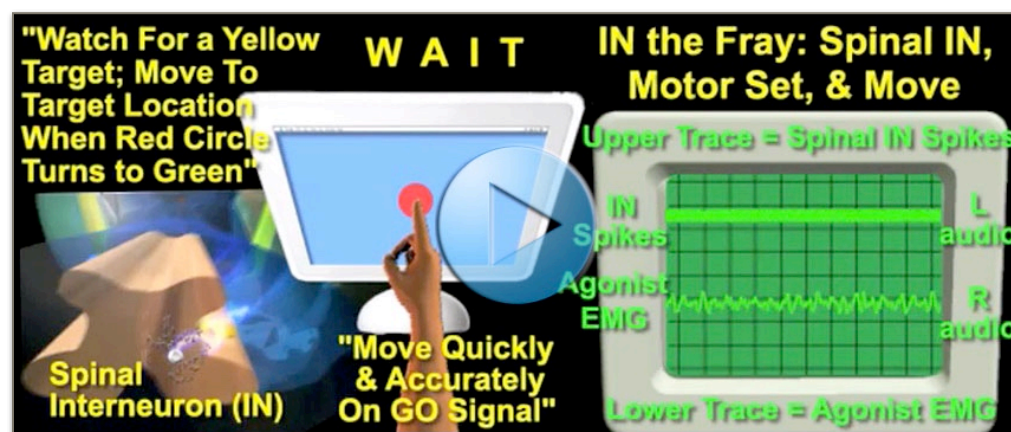 "Watch For a Yellow
Target; Move To
Target Location
When Red Circle
Turns to Green"
W A I T
IN the Fray: Spinal IN,
Motor Set, & Move
Upper Trace = Spinal IN Spikes
IN
Spikes
L
audio
Agonist
EMG
R
audio
Spinal
Interneuron (IN)
"Move Quickly
& Accurately
On GO Signal"
Lower Trace = Agonist EMG